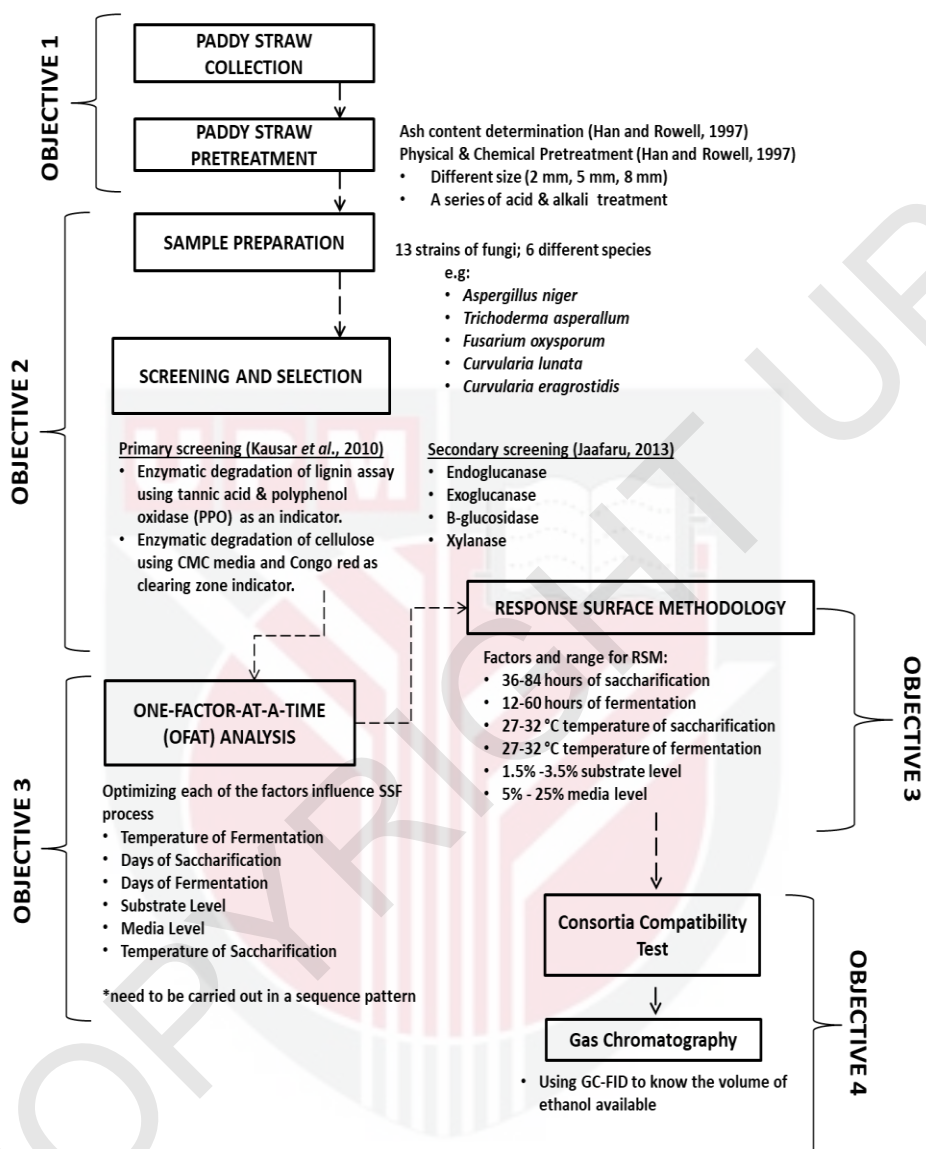 OBJECTIVE 1
PADDY STRAW
COLLECTION
PADDY STRAW
PRETREATMENT
Ash content determination (Han and Rowell, 1997)
Physical & Chemical Pretreatment (Han and Rowell, 1997)
• Different size (2 mm, 5 mm, 8 mm)
• A series of acid & alkali treatment
OBJECTIVE 2
SAMPLE PREPARATION
13 strains of fungi; 6 different species
e.g:
• Aspergillus niger
• Trichoderma asperallum
• Fusarium oxysporum
• Curvularia lunata
• Curvularia eragrostidis
SCREENING AND SELECTION
Primary screening (Kausar et al., 2010)
• Enzymatic degradation of lignin assay
using tannic acid & polyphenol
oxidase (PPO) as an indicator.
• Enzymatic degradation of cellulose
using CMC media and Congo red as
clearing zone indicator.
Secondary screening (Jaafaru, 2013)
• Endoglucanase
• Exoglucanase
• B-glucosidase
• Xylanase
OBJECTIVE 3
ONE-FACTOR-AT-A-TIME
(OFAT) ANALYSIS
Optimizing each of the factors influence SSF
process
• Temperature of Fermentation
• Days of Saccharification
• Days of Fermentation
• Substrate Level
• Media Level
• Temperature of Saccharification
*need to be carried out in a sequence pattern
RESPONSE SURFACE METHODOLOGY
Factors and range for RSM:
• 36-84 hours of saccharification
• 12-60 hours of fermentation
• 27-32 °C temperature of saccharification
• 27-32 °C temperature of fermentation
• 1.5% -3.5% substrate level
• 5% - 25% media level
OBJECTIVE 3
Consortia Compatibility
Test
Gas Chromatography
• Using GC-FID to know the volume of
ethanol available
OBJECTIVE 4
UPM
OPYRIGHT UP